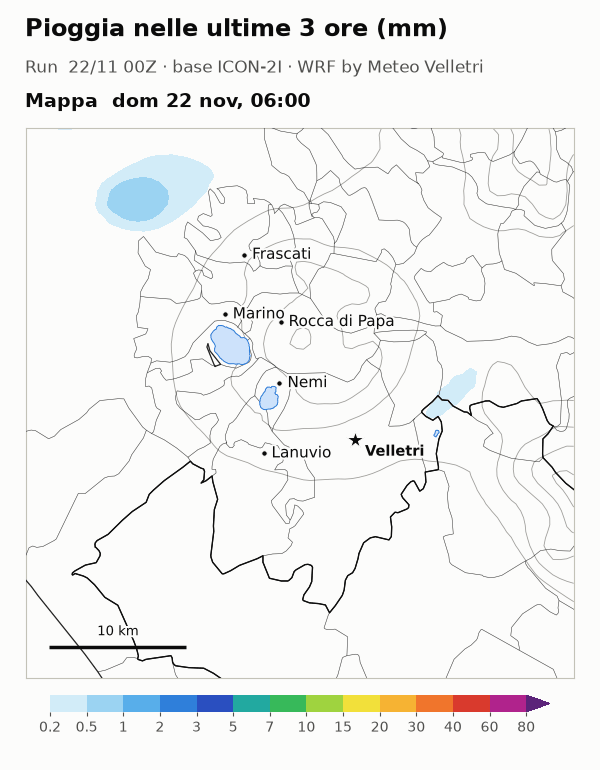 Pioggia nelle ultime 3 ore (mm)
Run  22/11 00Z · base ICON-2I · WRF by Meteo Velletri
Mappa  dom 22 nov, 06:00
Frascati
Marino
Rocca di Papa
Nemi
Velletri
Lanuvio
10 km
0.2 0.5 1 2 3 5 7 10 15 20 30 40 60 80